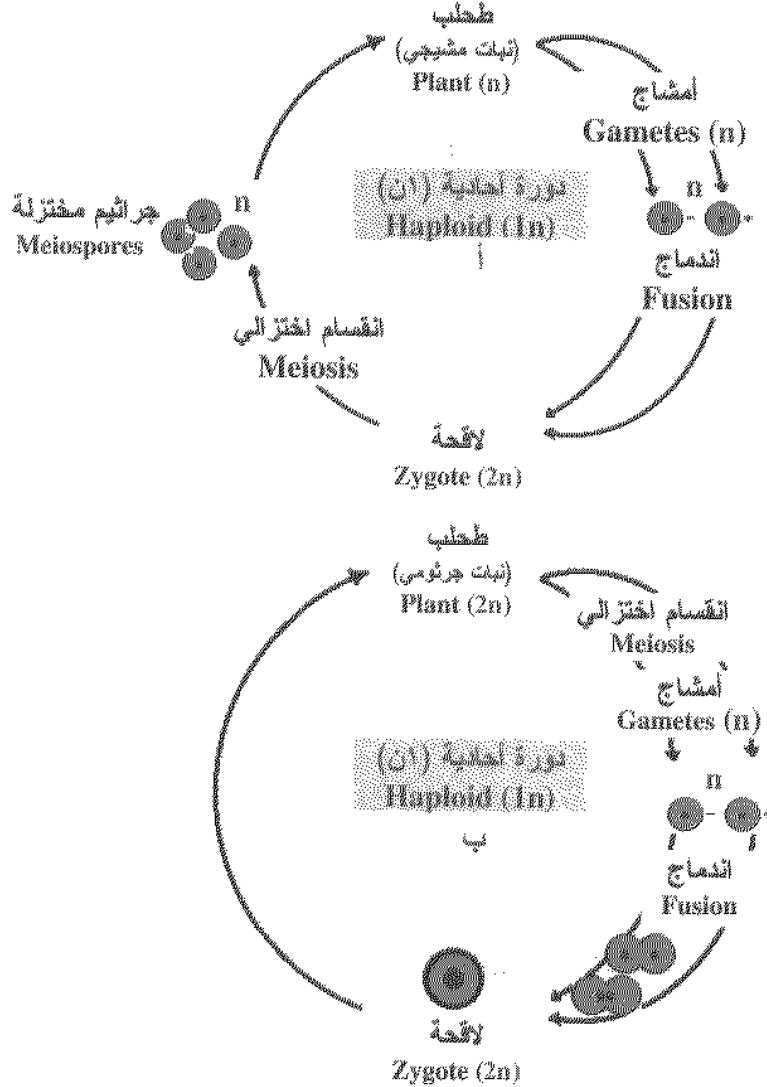 طحلب
(نبات مشيجي)
Plant (n)
أمشاج
Gametes (n)
n
- +
اندماج
Fusion
دورة أحادية (١ن)
Haploid (1n)
أ
n
جراثيم مختزلة
Meiospores
انقسام اختزالي
Meiosis
لاقحة
Zygote (2n)
طحلب
(نبات جرثومي)
Plant (2n)
انقسام اختزالي
Meiosis
أمشاج
Gametes (n)
n
- +
اندماج
Fusion
دورة أحادية (١ن)
Haploid (1n)
ب
لاقحة
Zygote (2n)